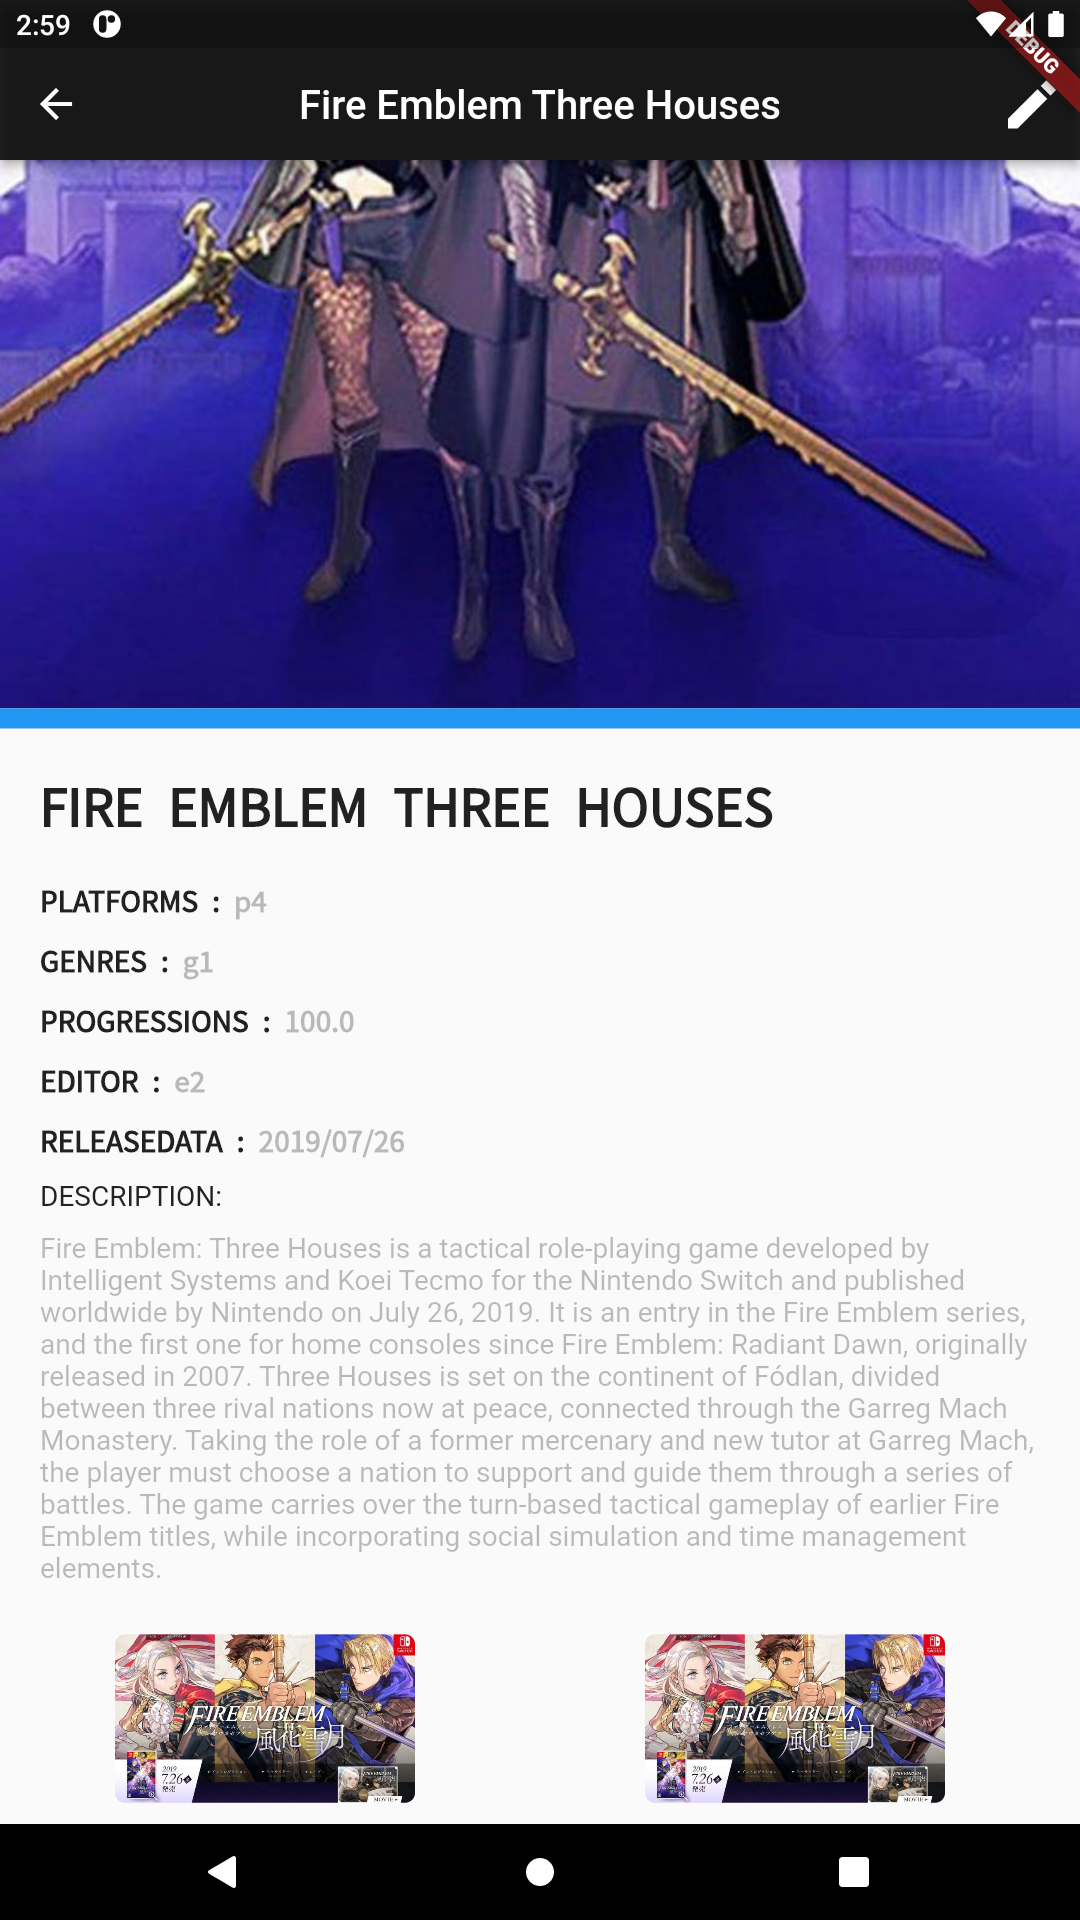 2:59
DEBUG
Fire Emblem Three Houses
FIRE EMBLEM THREE HOUSES
PLATFORMS : p4
GENRES : g1
PROGRESSIONS : 100.0
EDITOR : e2
RELEASEDATA : 2019/07/26
DESCRIPTION:
Fire Emblem: Three Houses is a tactical role-playing game developed by
Intelligent Systems and Koei Tecmo for the Nintendo Switch and published
worldwide by Nintendo on July 26, 2019. It is an entry in the Fire Emblem series,
and the first one for home consoles since Fire Emblem: Radiant Dawn, originally
released in 2007. Three Houses is set on the continent of Fódlan, divided
between three rival nations now at peace, connected through the Garreg Mach
Monastery. Taking the role of a former mercenary and new tutor at Garreg Mach,
the player must choose a nation to support and guide them through a series of
battles. The game carries over the turn-based tactical gameplay of earlier Fire
Emblem titles, while incorporating social simulation and time management
elements.
FIRE EMBLEM
風花雪月
2019
7.26
発売
MOVIE
FIRE EMBLEM
風花雪月
2019
7.26
発売
MOVIE